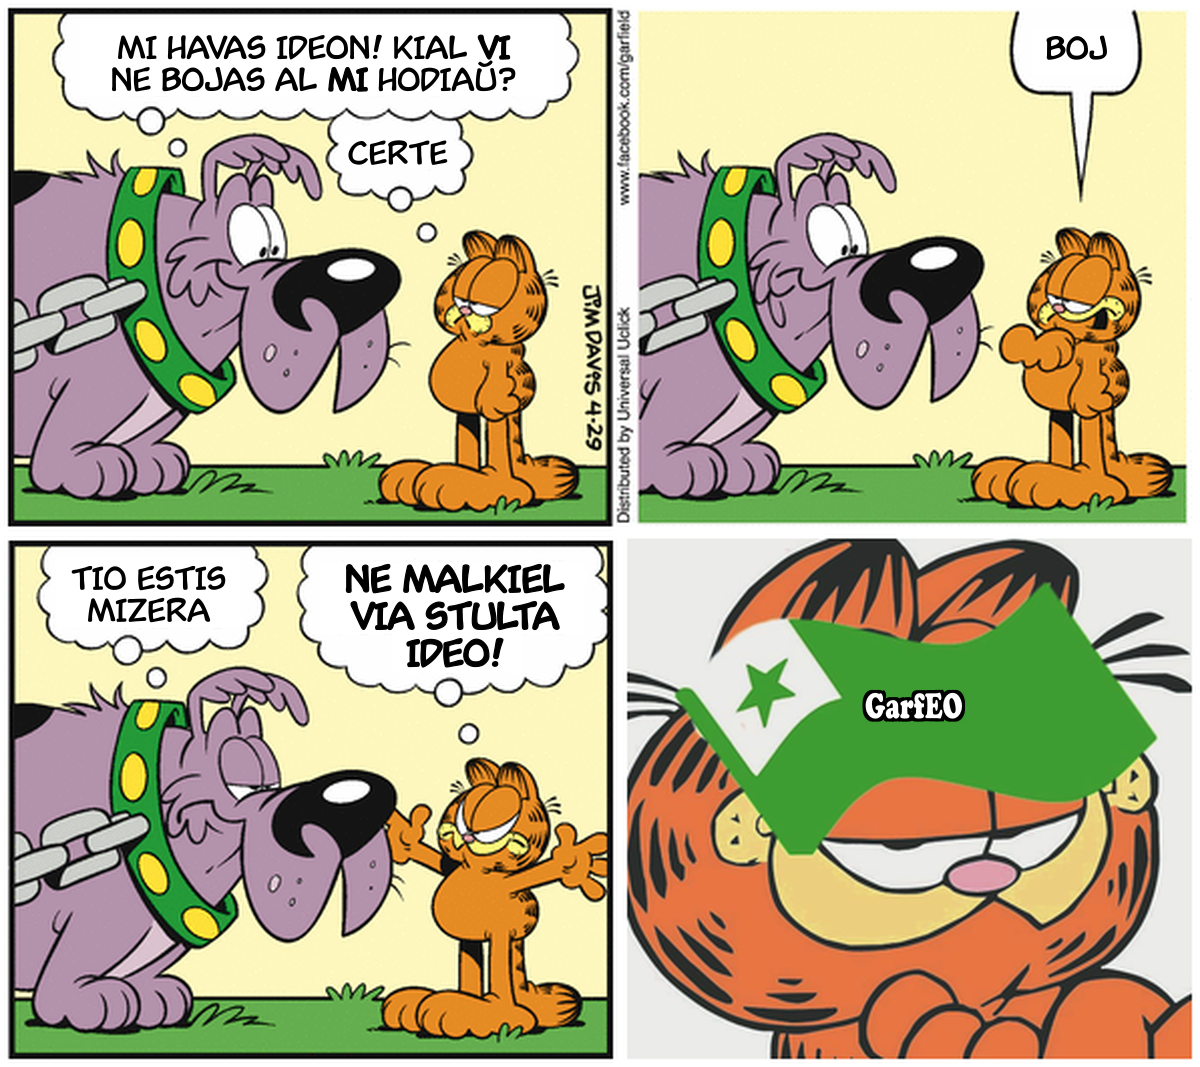 MI HAVAS IDEON! KIAL VI
NE BOJAS AL MI HODIAŬ?
CERTE
JIM DAVIS 4·29
www.facebook.com/garfield
Distributed by Universal Uclick
BOJ
TIO ESTIS
MIZERA
NE MALKIEL
VIA STULTA
IDEO!
GarfEO